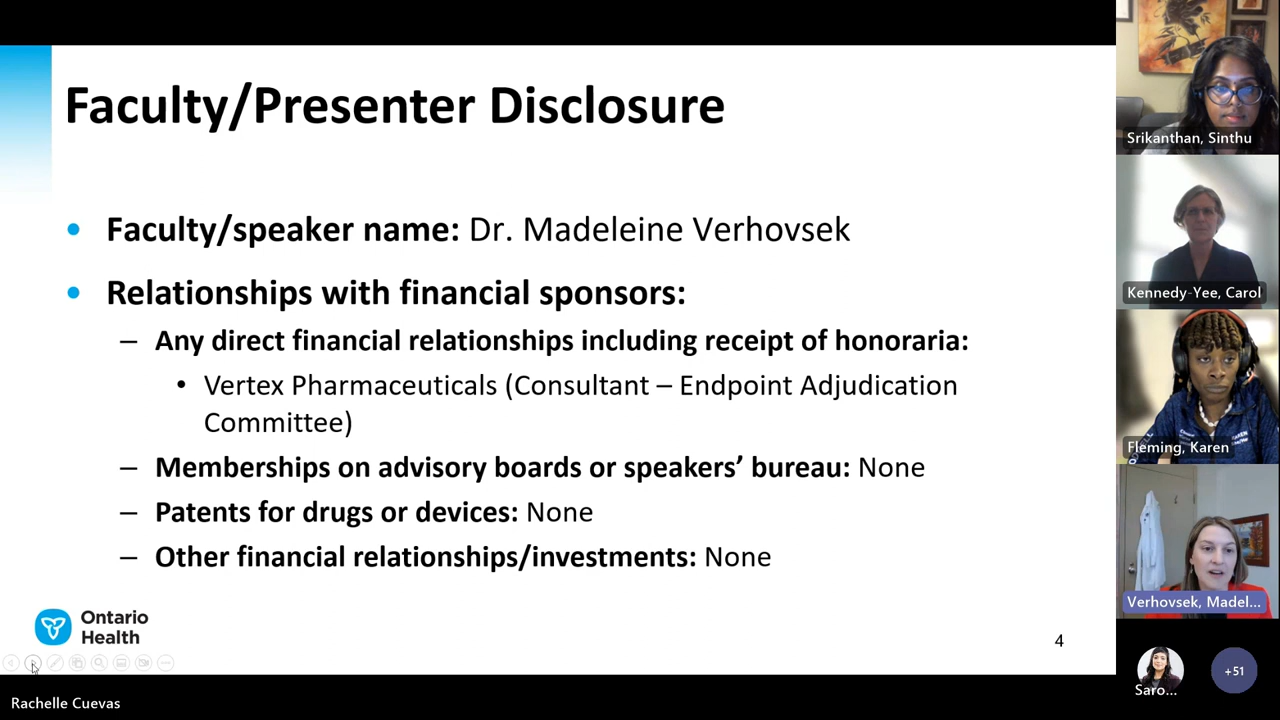 Faculty/Presenter Disclosure
• Faculty/speaker name: Dr. Madeleine Verhovsek
• Relationships with financial sponsors:
– Any direct financial relationships including receipt of honoraria:
• Vertex Pharmaceuticals (Consultant – Endpoint Adjudication
Committee)
– Memberships on advisory boards or speakers’ bureau: None
– Patents for drugs or devices: None
– Other financial relationships/investments: None
Ontario
Health
4
Rachelle Cuevas
Srikanthan, Sinthu
Kennedy-Yee, Carol
Fleming, Karen
Verhovsek, Madel...
Saro...
+51